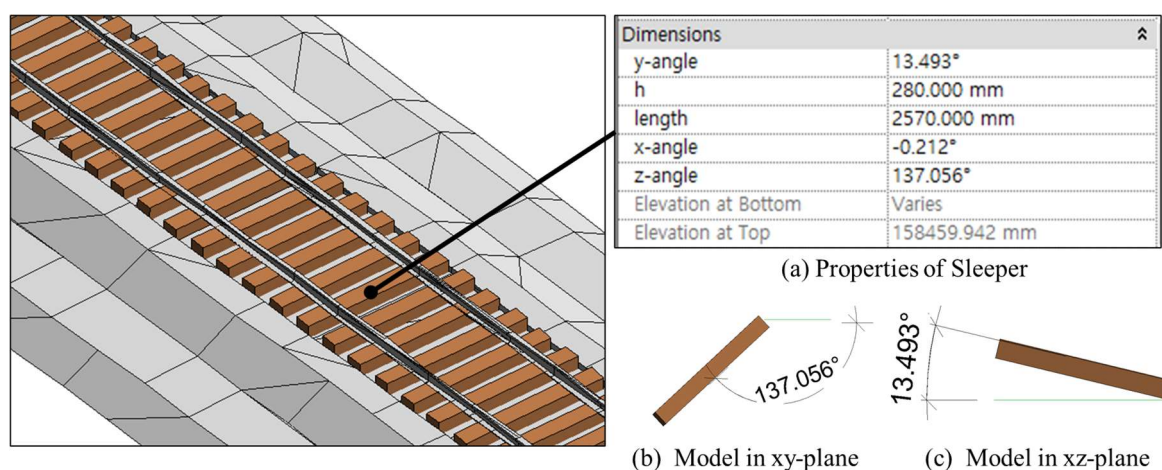 Dimensions
y-angle 13.493°
h 280.000 mm
length 2570.000 mm
x-angle -0.212°
z-angle 137.056°
Elevation at Bottom Varies
Elevation at Top 158459.942 mm
(a) Properties of Sleeper
137.056°
13.493°
(b) Model in xy-plane
(c) Model in xz-plane